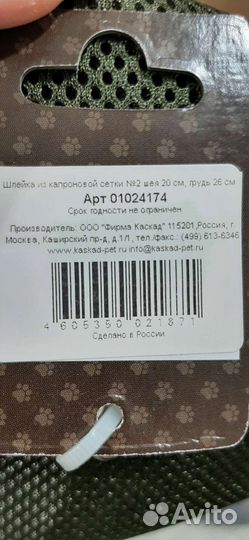 Шлейка из капроновой сетки №2 шея 20 см, грудь 26 см
Арт 01024174
Срок годности не ограничен
Производитель: ООО "Фирма Каскад" 115201,Россия, г.
Москва, Каширский пр-д, д.1/1, тел./факс.: (499) 613-6346
www.kaskad-pet.ru info@kaskad-pet.ru
4 605350 021871
Сделано в России
Avito